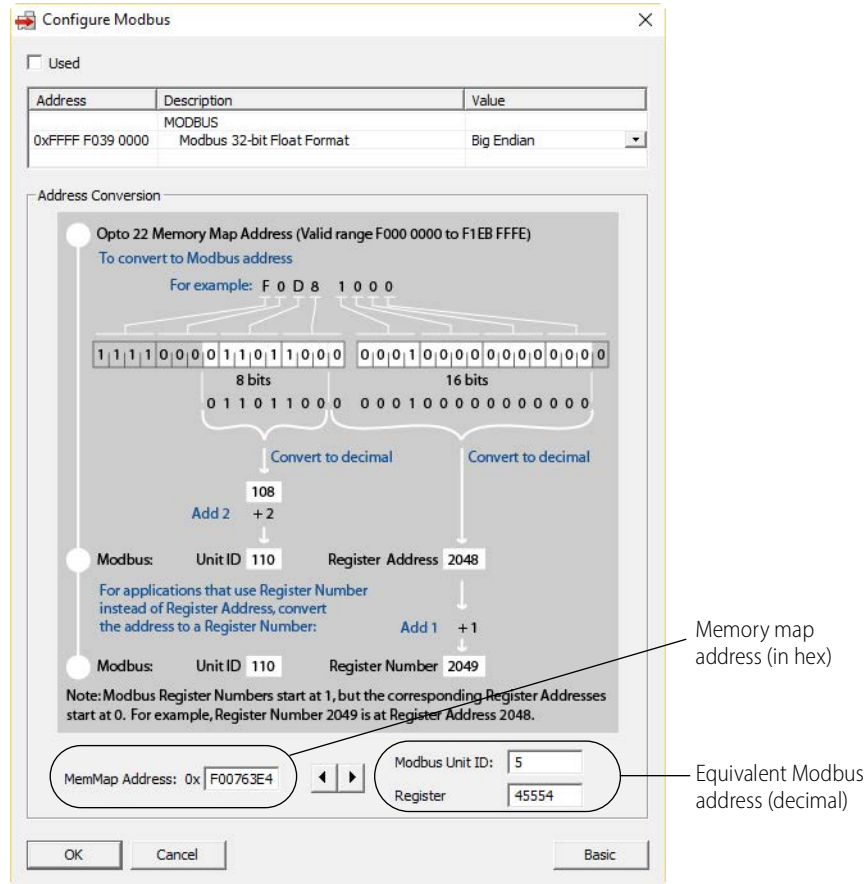 Configure Modbus
Used
Address Description Value
MODBUS
0xFFFF F039 0000 Modbus 32-bit Float Format Big Endian
Address Conversion
Opto 22 Memory Map Address (Valid range F000 0000 to F1EB FFFE)
To convert to Modbus address
For example: F 0 D 8 1 0 0 0
1 1 1 1 0 0 0 0 1 1 0 1 1 0 0 0 0 0 0 1 0 0 0 0 0 0 0 0 0 0 0 0
8 bits 16 bits
0 1 1 0 1 1 0 0 0 0 0 0 1 0 0 0 0 0 0 0 0 0 0 0
Convert to decimal Convert to decimal
108
Add 2 + 2
Modbus: Unit ID 110 Register Address 2048
For applications that use Register Number
instead of Register Address, convert
the address to a Register Number: Add 1 + 1
Modbus: Unit ID 110 Register Number 2049
Note: Modbus Register Numbers start at 1, but the corresponding Register Addresses
start at 0. For example, Register Number 2049 is at Register Address 2048.
Memory map
address (in hex)
MemMap Address: 0x F00763E4
Modbus Unit ID: 5
Register 45554
Equivalent Modbus
address (decimal)
OK Cancel Basic